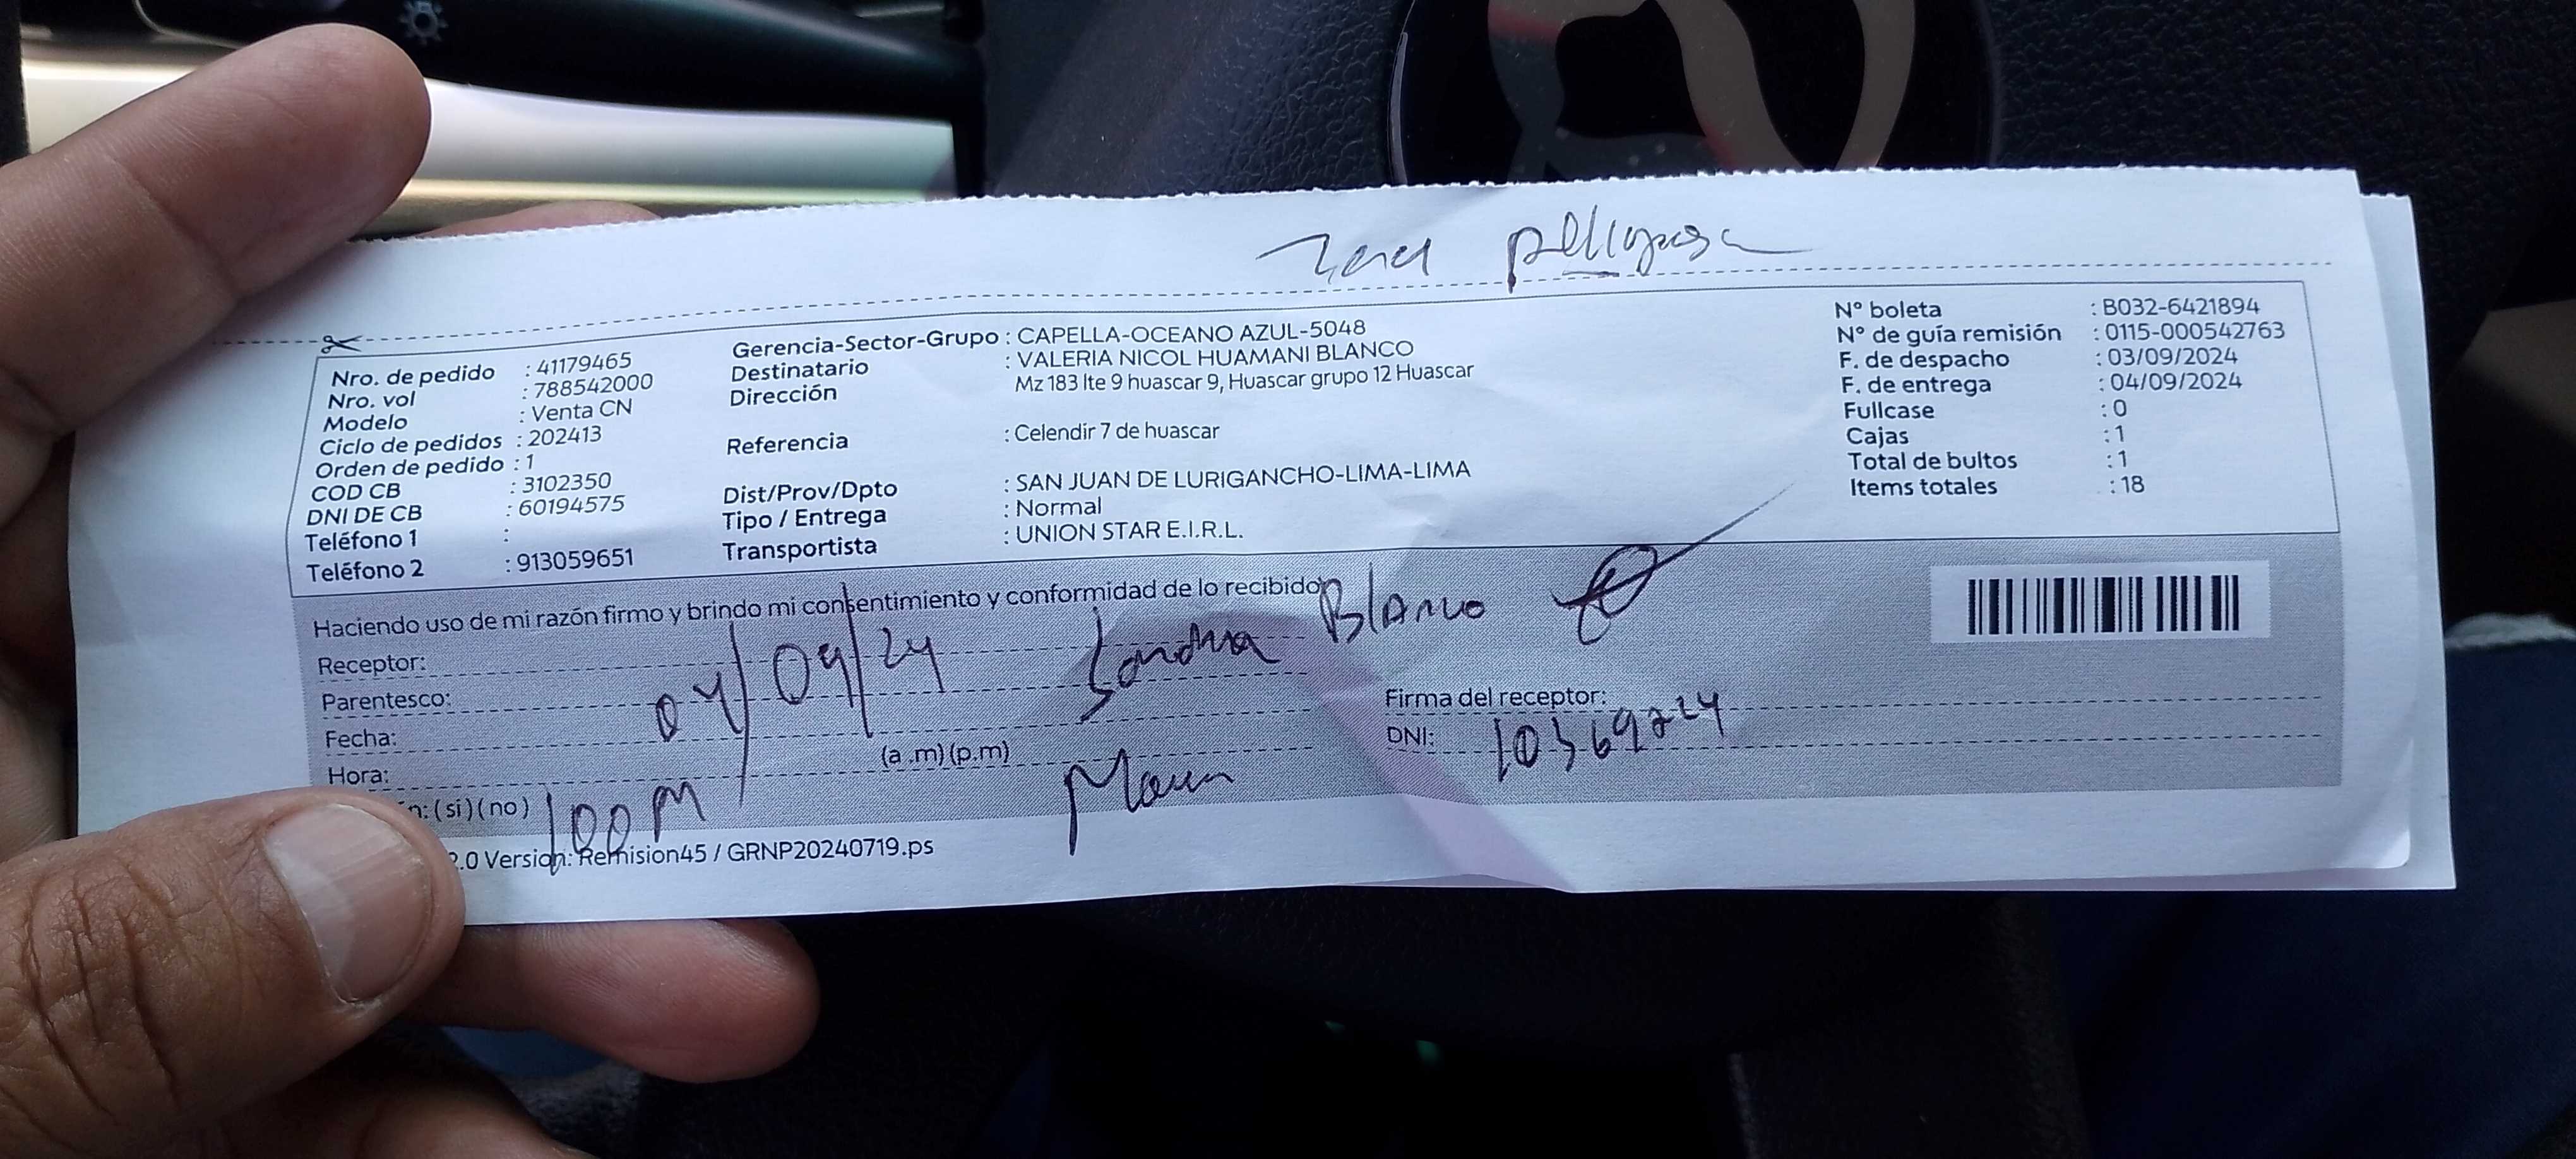 zona peligrosa
Nro. de pedido : 41179465
Nro. vol : 788542000
Modelo : Venta CN
Ciclo de pedidos : 202413
Orden de pedido : 1
COD CB : 3102350
DNI DE CB : 60194575
Teléfono 1 :
Teléfono 2 : 913059651
Gerencia-Sector-Grupo : CAPELLA-OCEANO AZUL-5048
Destinatario : VALERIA NICOL HUAMANI BLANCO
Dirección Mz 183 lte 9 huascar 9, Huascar grupo 12 Huascar
Referencia : Celendir 7 de huascar
Dist/Prov/Dpto : SAN JUAN DE LURIGANCHO-LIMA-LIMA
Tipo / Entrega : Normal
Transportista : UNION STAR E.I.R.L.
N° boleta : B032-6421894
N° de guía remisión : 0115-000542763
F. de despacho : 03/09/2024
F. de entrega : 04/09/2024
Fullcase : 0
Cajas : 1
Total de bultos : 1
Items totales : 18
Haciendo uso de mi razón firmo y brindo mi consentimiento y conformidad de lo recibido
Receptor: Sandra Blanco
Parentesco:
Fecha: 04/09/24
Hora: (a .m) (p.m)
n: ( si ) ( no ) 100 M
Firma del receptor:
DNI:
2.0 Version: Remision45 / GRNP20240719.ps